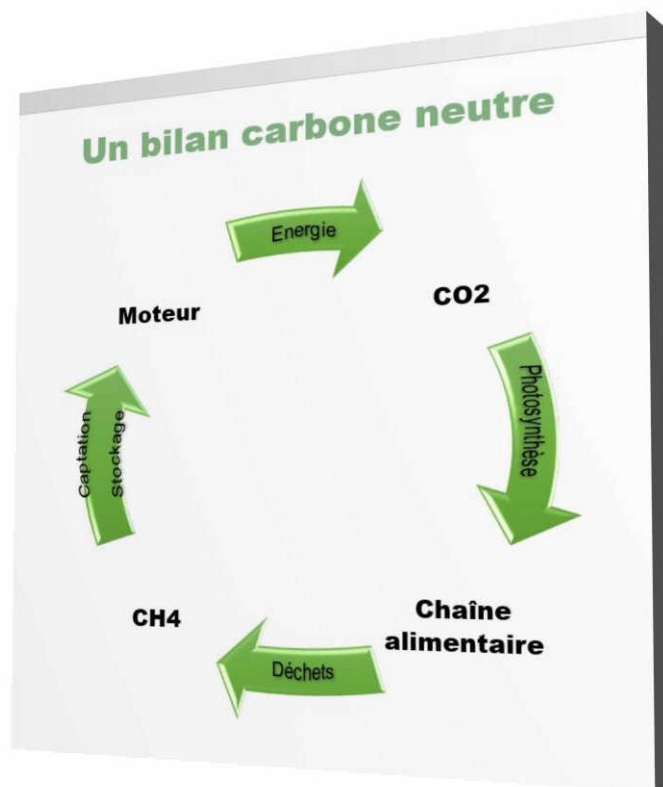 Un bilan carbone neutre
Energie
Moteur
CO2
Photosynthèse
Captation
Stockage
CH4
Chaîne
alimentaire
Déchets